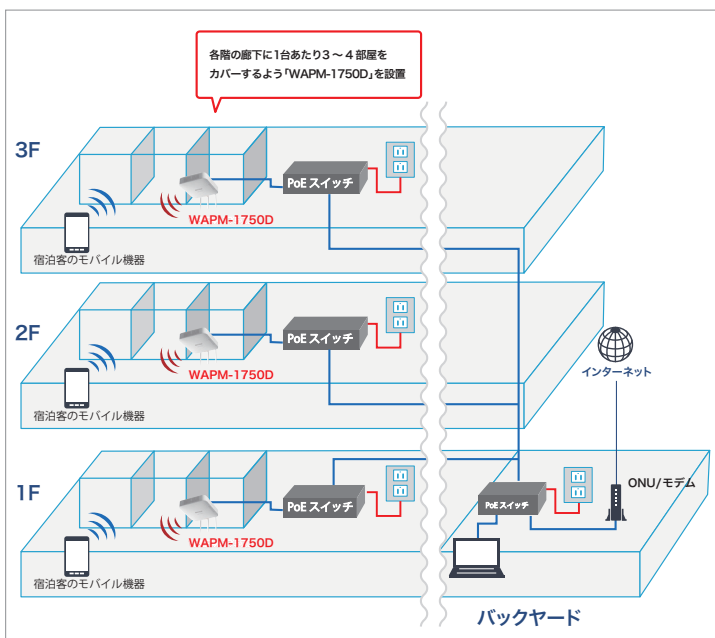 各階の廊下に1台あたり3～4部屋を
カバーするよう「WAPM-1750D」を設置
3F
PoEスイッチ
WAPM-1750D
宿泊客のモバイル機器
2F
PoEスイッチ
WAPM-1750D
宿泊客のモバイル機器
インターネット
1F
PoEスイッチ
WAPM-1750D
宿泊客のモバイル機器
ONU/モデム
PoEスイッチ
バックヤード